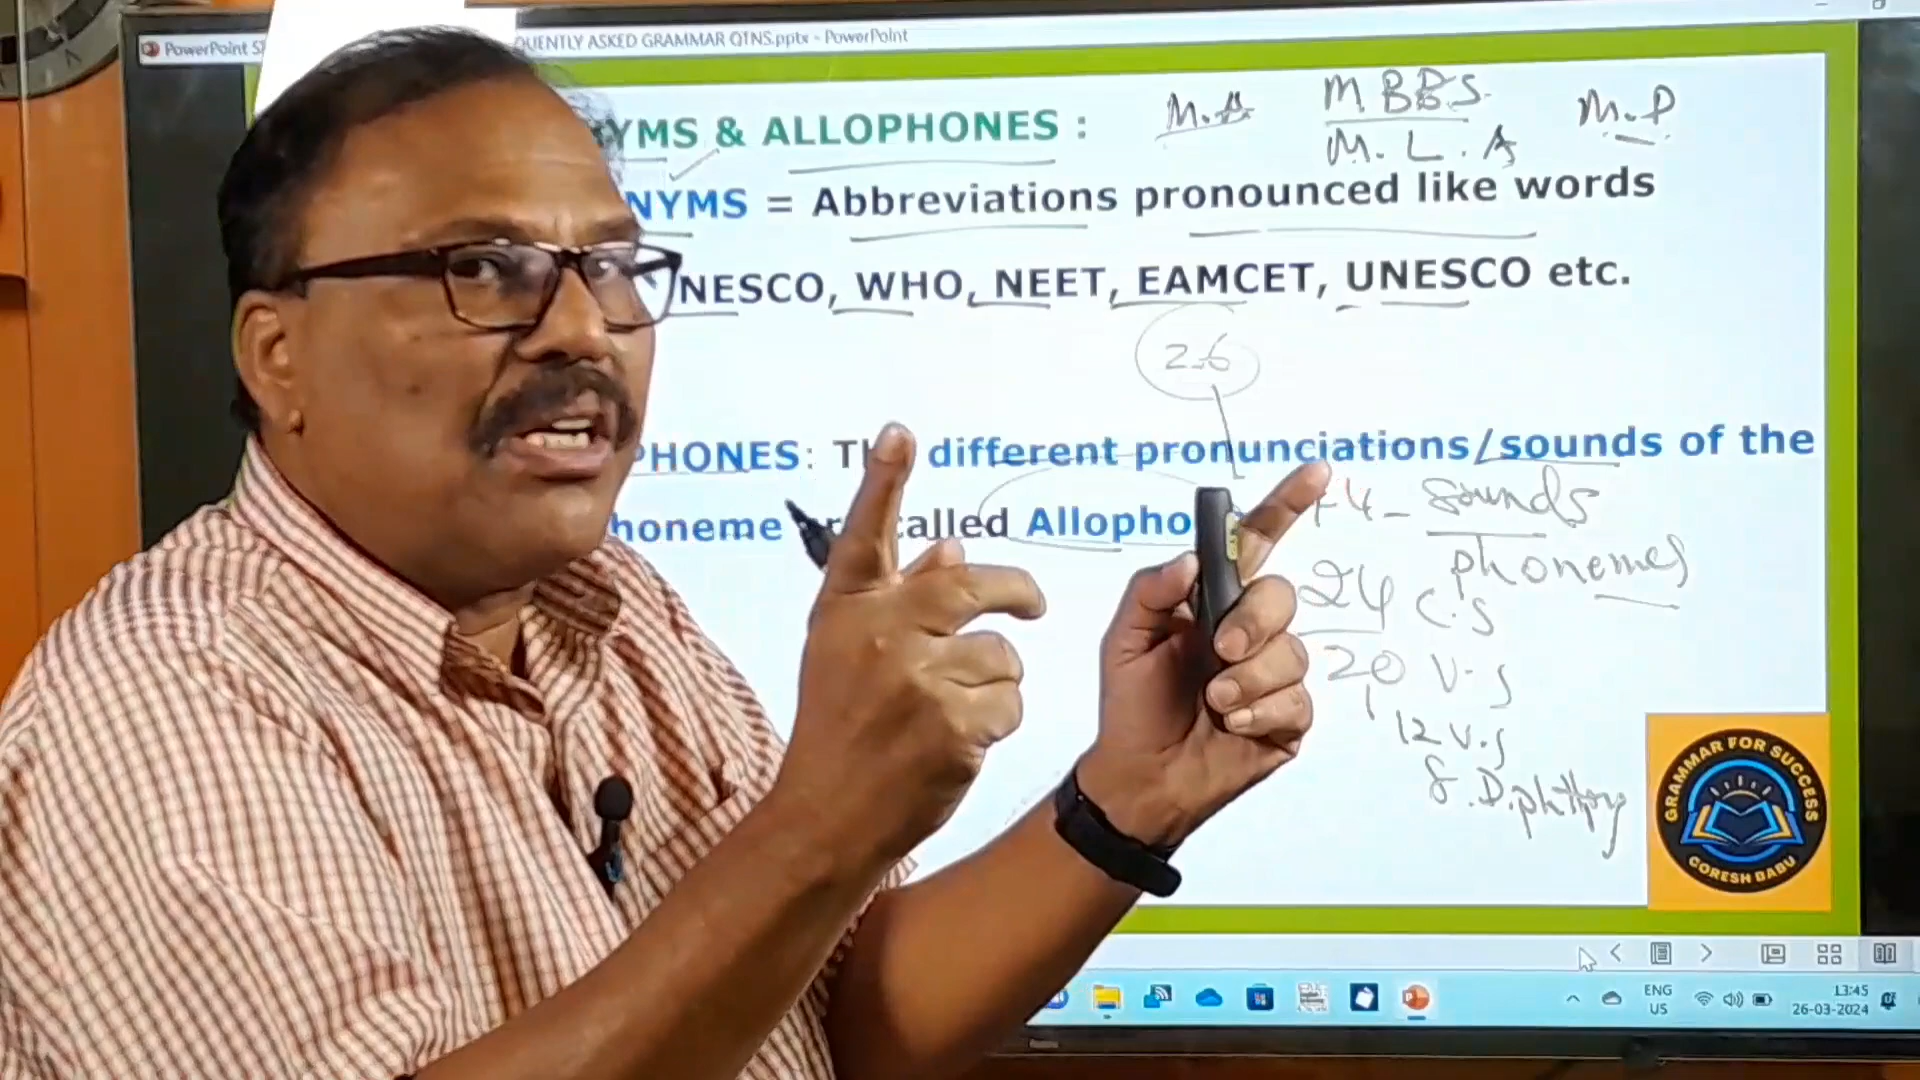 PowerPoint S
QUENTLY ASKED GRAMMAR QTNS.pptx - PowerPoint
YMS & ALLOPHONES :
M.B.B.S.
M.P
M.L.A
NYMS = Abbreviations pronounced like words
NESCO, WHO, NEET, EAMCET, UNESCO etc.
26
PHONES: Th different pronunciations/sounds of the
honeme called Allopho
44 - sounds
phonemes
24 C.S
20 V.S
12 V.S
8.D.phthong
GRAMMAR FOR SUCCESS
CORESH BABU
ENG
US
13:45
26-03-2024